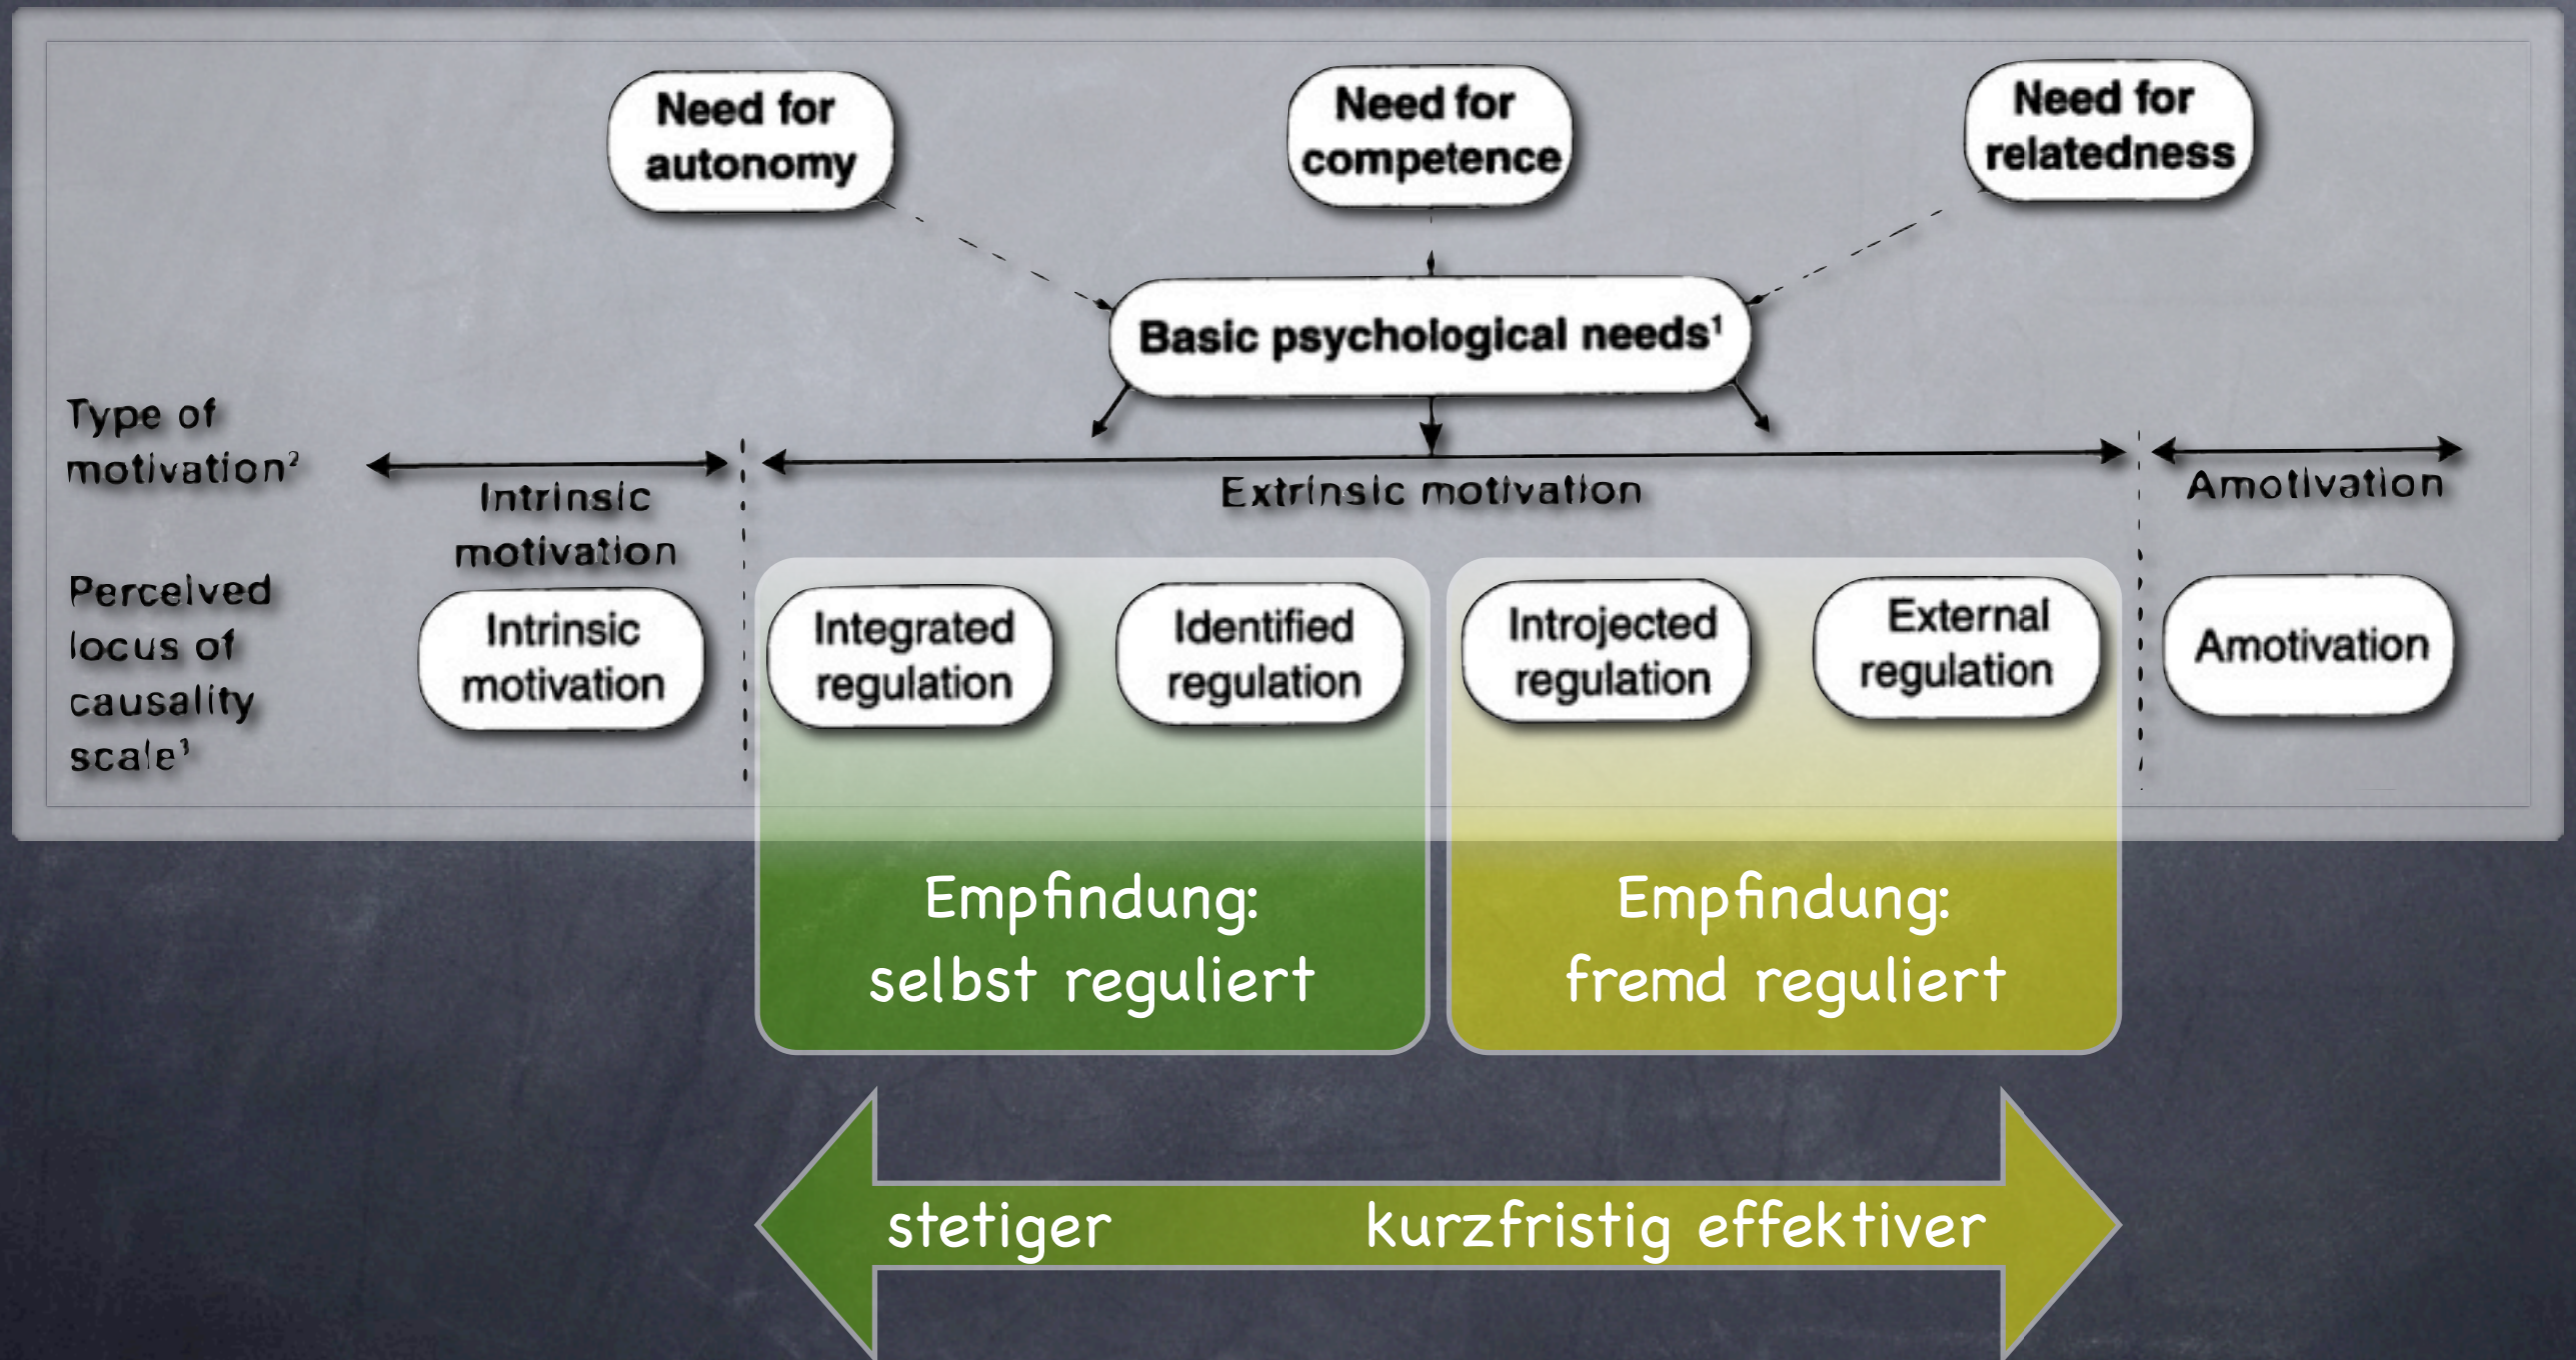 Need for
autonomy
Need for
competence
Need for
relatedness
Basic psychological needs¹
Type of
motivation²
Intrinsic
motivation
Extrinsic motivation
Amotivation
Perceived
locus of
causality
scale³
Intrinsic
motivation
Integrated
regulation
Identified
regulation
Introjected
regulation
External
regulation
Amotivation
Empfindung:
selbst reguliert
Empfindung:
fremd reguliert
stetiger
kurzfristig effektiver